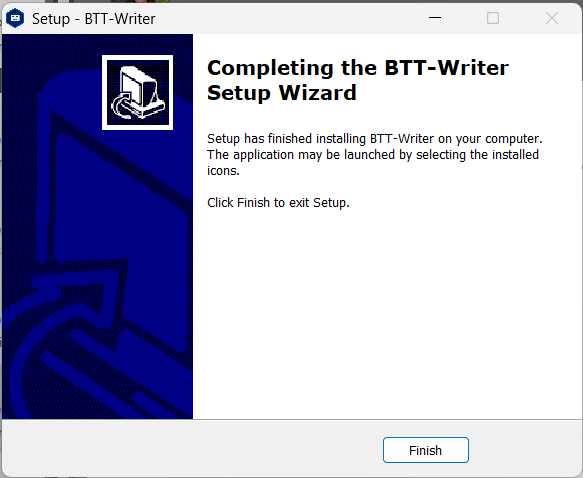 Setup - BTT-Writer
Completing the BTT-Writer
Setup Wizard
Setup has finished installing BTT-Writer on your computer.
The application may be launched by selecting the installed
icons.
Click Finish to exit Setup.
Finish